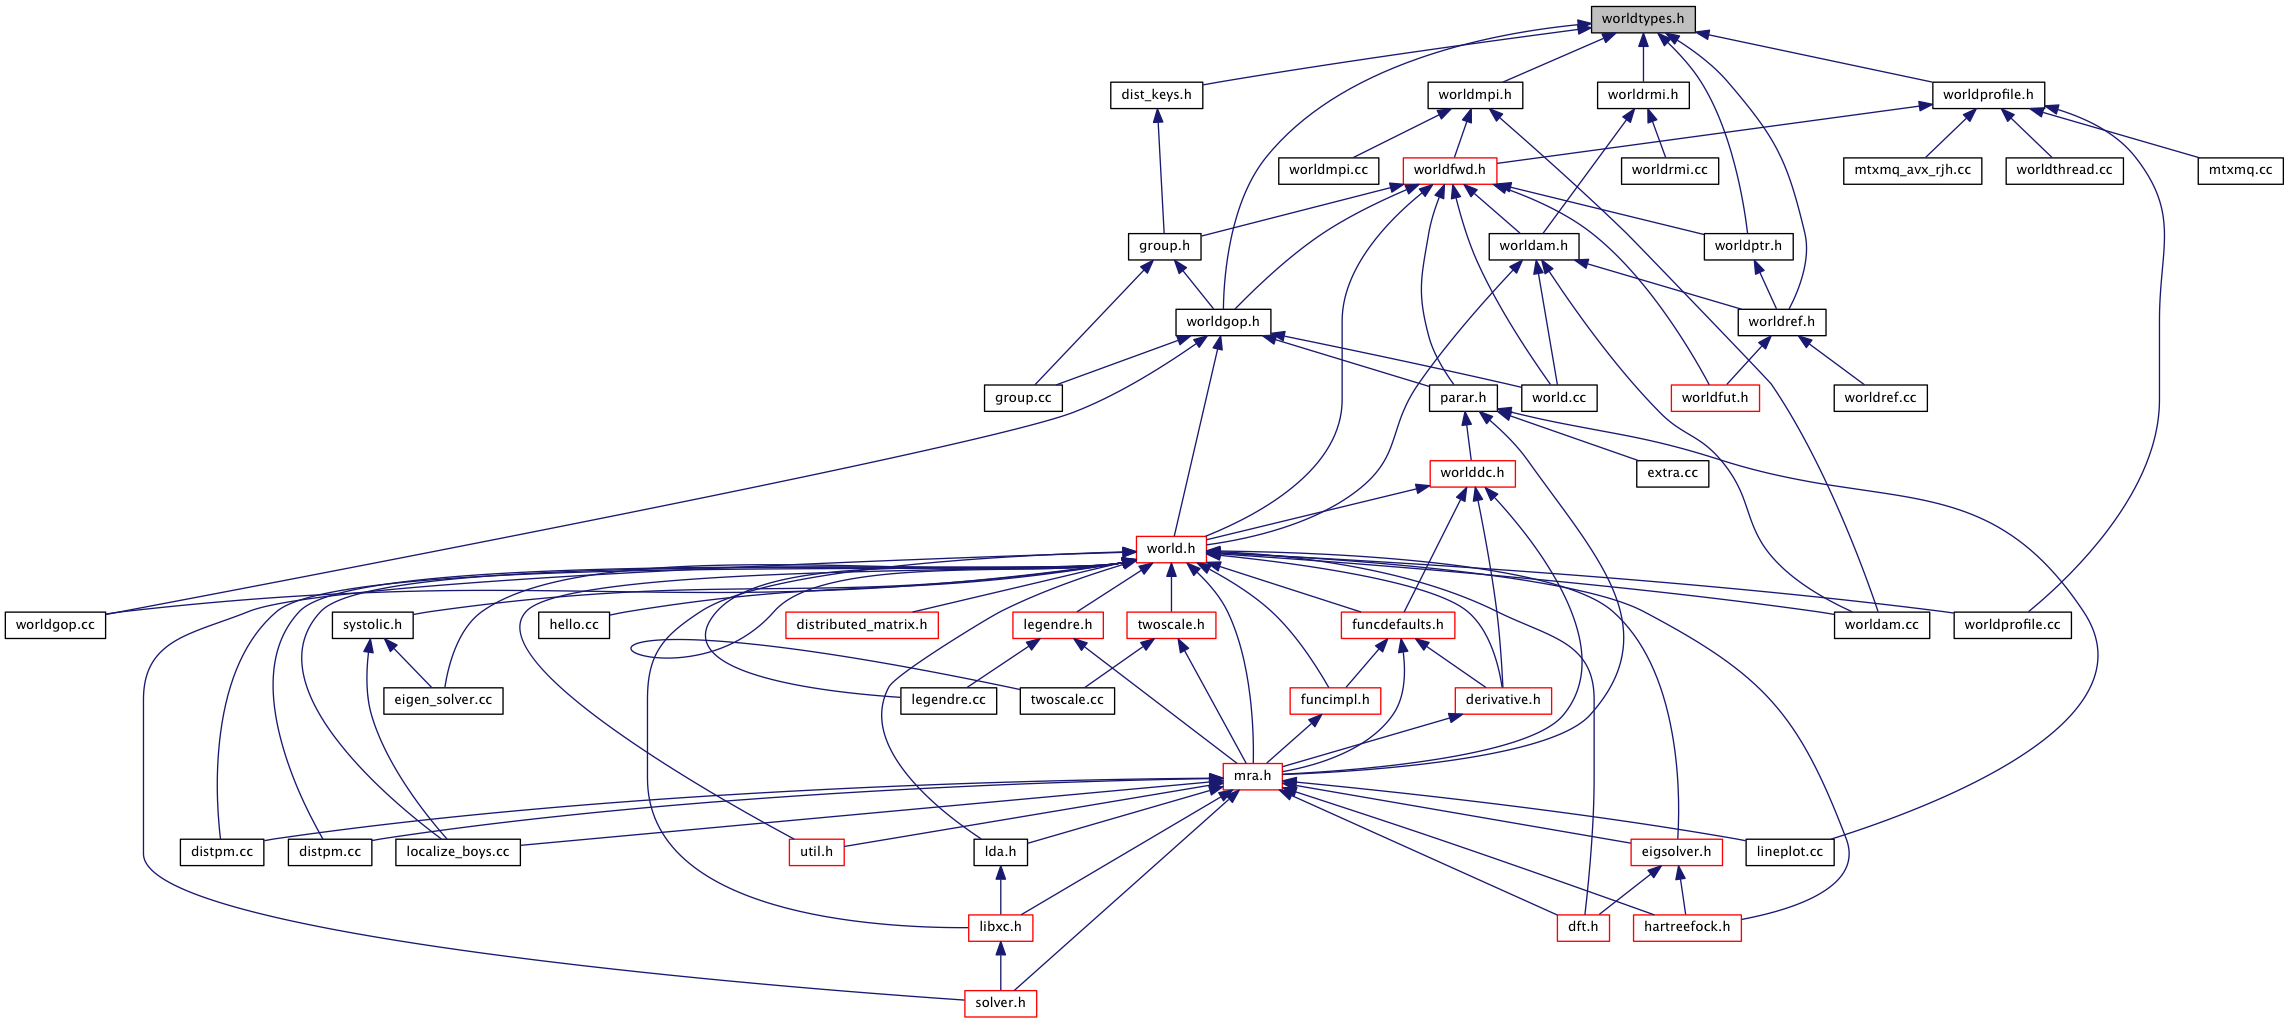 worldtypes.h
dist_keys.h
worldmpi.h
worldrmi.h
worldprofile.h
worldmpi.cc
worldfwd.h
worldrmi.cc
mtxmq_avx_rjh.cc
worldthread.cc
mtxmq.cc
group.h
worldam.h
worldptr.h
worldgop.h
worldref.h
group.cc
parar.h
world.cc
worldfut.h
worldref.cc
worlddc.h
extra.cc
world.h
worldgop.cc
systolic.h
hello.cc
distributed_matrix.h
legendre.h
twoscale.h
funcdefaults.h
worldam.cc
worldprofile.cc
eigen_solver.cc
legendre.cc
twoscale.cc
funcimpl.h
derivative.h
mra.h
distpm.cc
distpm.cc
localize_boys.cc
util.h
lda.h
eigsolver.h
lineplot.cc
libxc.h
dft.h
hartreefock.h
solver.h